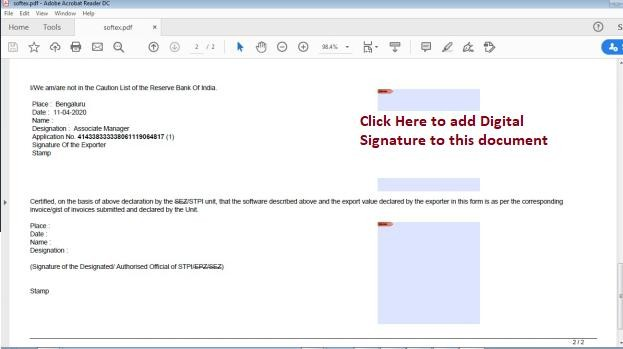 softex.pdf - Adobe Acrobat Reader DC
File Edit View Window Help
Home Tools softex.pdf ×
2 / 2 98.4%
I/We am/are not in the Caution List of the Reserve Bank Of India.
Place : Bengaluru
Date : 11-04-2020
Name :
Designation : Associate Manager
Application No. 414338333338061119064817 (1)
Signature Of the Exporter
Stamp
Click Here to add Digital
Signature to this document
Certified, on the basis of above declaration by the SEZ/STPI unit, that the software described above and the export value declared by the exporter in this form is as per the corresponding
invoice/gist of invoices submitted and declared by the Unit.
Place :
Date :
Name :
Designation :
(Signature of the Designated/ Authorised Official of STPI/EPZ/SEZ)
Stamp
2 / 2